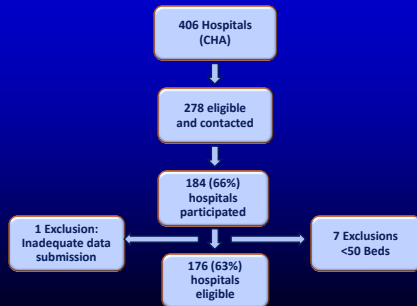 406 Hospitals
(CHA)
278 eligible
and contacted
184 (66%)
hospitals
participated
1 Exclusion:
Inadequate data
submission
7 Exclusions
<50 Beds
176 (63%)
hospitals
eligible